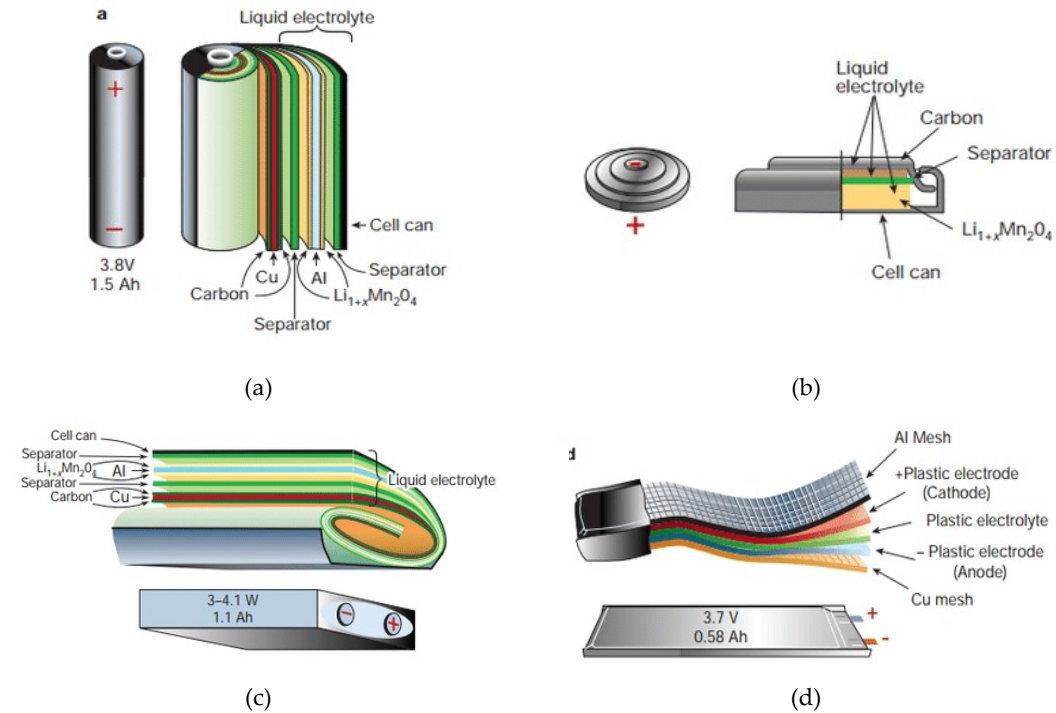 a
Liquid electrolyte
+
−
3.8V
1.5 Ah
Cell can
Cu
Al
Separator
Carbon
Li1+xMn2O4
Separator
(a)
Liquid
electrolyte
Carbon
Separator
−
+
Li1+xMn2O4
Cell can
(b)
Cell can
Separator
Li1+xMn2O4
Al
Separator
Carbon
Cu
Liquid electrolyte
3–4.1 W
1.1 Ah
−
+
(c)
d
Al Mesh
+Plastic electrode
(Cathode)
Plastic electrolyte
– Plastic electrode
(Anode)
Cu mesh
3.7 V
0.58 Ah
+
-
(d)